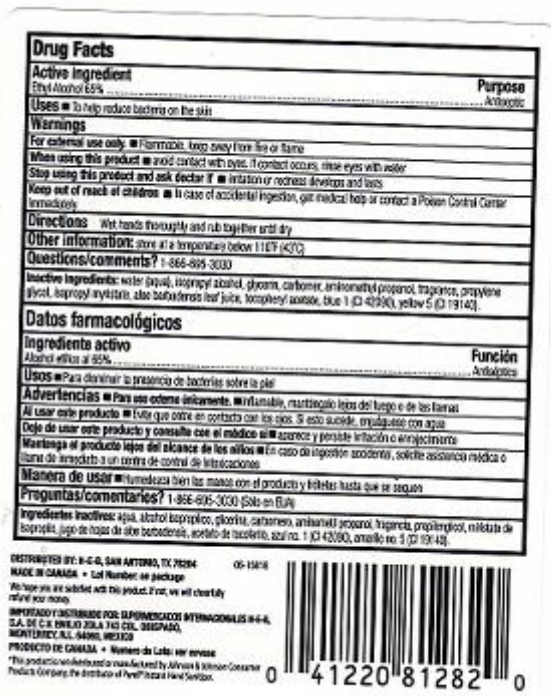 Drug Facts
Active Ingredient Purpose
Ethyl Alcohol 65% Antiseptic
Uses ■ To help reduce bacteria on the skin
Warnings
For external use only. ■ Flammable, keep away from fire or flame
When using this product ■ avoid contact with eyes. If contact occurs, rinse eyes with water
Stop using this product and ask doctor if ■ irritation or redness develops and lasts
Keep out of reach of children ■ In case of accidental ingestion, get medical help or contact a Poison Control Center
immediately
Directions Wet hands thoroughly and rub together until dry
Other information: store at a temperature below 110°F (43°C)
Questions/comments? 1-866-695-3030
Inactive Ingredients: water (aqua), isopropyl alcohol, glycerin, carbomer, aminomethyl propanol, fragrance, propylene
glycol, isopropyl myristate, aloe barbadensis leaf juice, tocopheryl acetate, blue 1 (CI 42090), yellow 5 (CI 19140).
Datos farmacológicos
Ingrediente activo Función
Alcohol etílico al 65% Antiséptico
Usos ■ Para disminuir la presencia de bacterias sobre la piel
Advertencias ■ Para uso externo únicamente. ■ Inflamable, manténgalo lejos del fuego o de las llamas
Al usar este producto ■ Evite que entre en contacto con los ojos. Si esto sucede, enjuáguese con agua
Deje de usar este producto y consulte con el médico si ■ aparece y persiste irritación o enrojecimiento
Mantenga el producto lejos del alcance de los niños ■ En caso de ingestión accidental, solicite asistencia médica o
llame de inmediato a un centro de control de intoxicaciones
Manera de usar ■ Humedezca bien las manos con el producto y frótelas hasta que se sequen
Preguntas/comentarios? 1-866-695-3030 (Sólo en EUA)
Ingredientes inactivos: agua, alcohol isopropílico, glicerina, carbomero, aminometil propanol, fragancia, propilenglicol, miristato de
isopropilo, jugo de hojas de aloe barbadensis, acetato de tocoferilo, azul no. 1 (CI 42090), amarillo no. 5 (CI 19140).
DISTRIBUTED BY: H-E-B, SAN ANTONIO, TX 78204 05-15818
MADE IN CANADA • Lot Number: on package
We hope you are satisfied with this product. If not, we will cheerfully
refund your money.
IMPORTADO Y DISTRIBUIDO POR: SUPERMERCADOS INTERNACIONALES H-E-B,
S.A. DE C.V. EMILIO ZOLA 743 COL. OBISPADO,
MONTERREY, N.L. 64060, MEXICO
PRODUCTO DE CANADA • Numero de Lote: ver envase
*This product is not distributed or manufactured by Johnson & Johnson Consumer
Products Company, the distributor of Purell® Instant Hand Sanitizer.
0 41220 81282 0